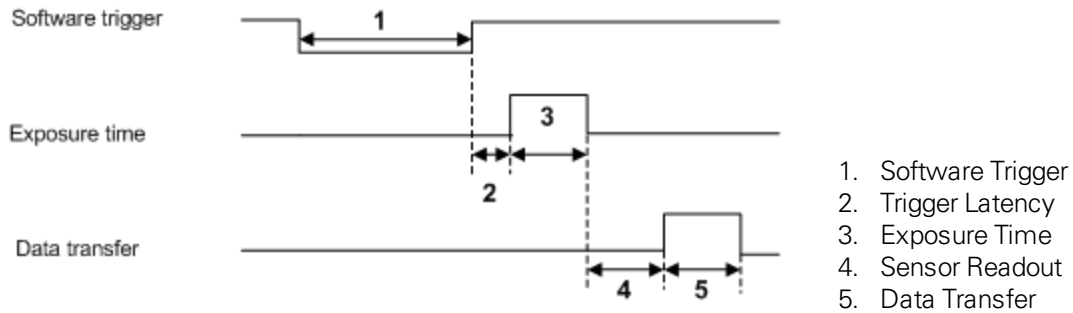 Software trigger
1
Exposure time
3
2
Data transfer
4
5
1. Software Trigger
2. Trigger Latency
3. Exposure Time
4. Sensor Readout
5. Data Transfer